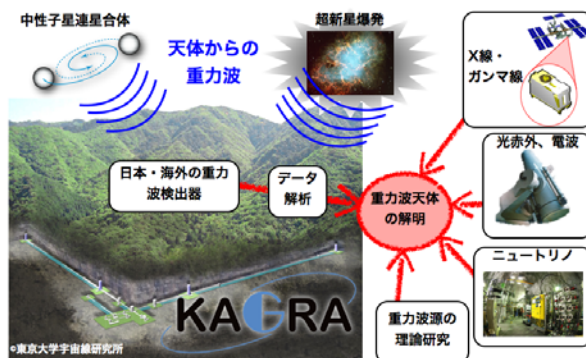 中性子星連星合体
超新星爆発
天体からの
重力波
X線・
ガンマ線
日本・海外の重力
波検出器
データ
解析
重力波天体
の解明
光赤外、電波
ニュートリノ
重力波源の
理論研究
KAGRA
©東京大学宇宙線研究所